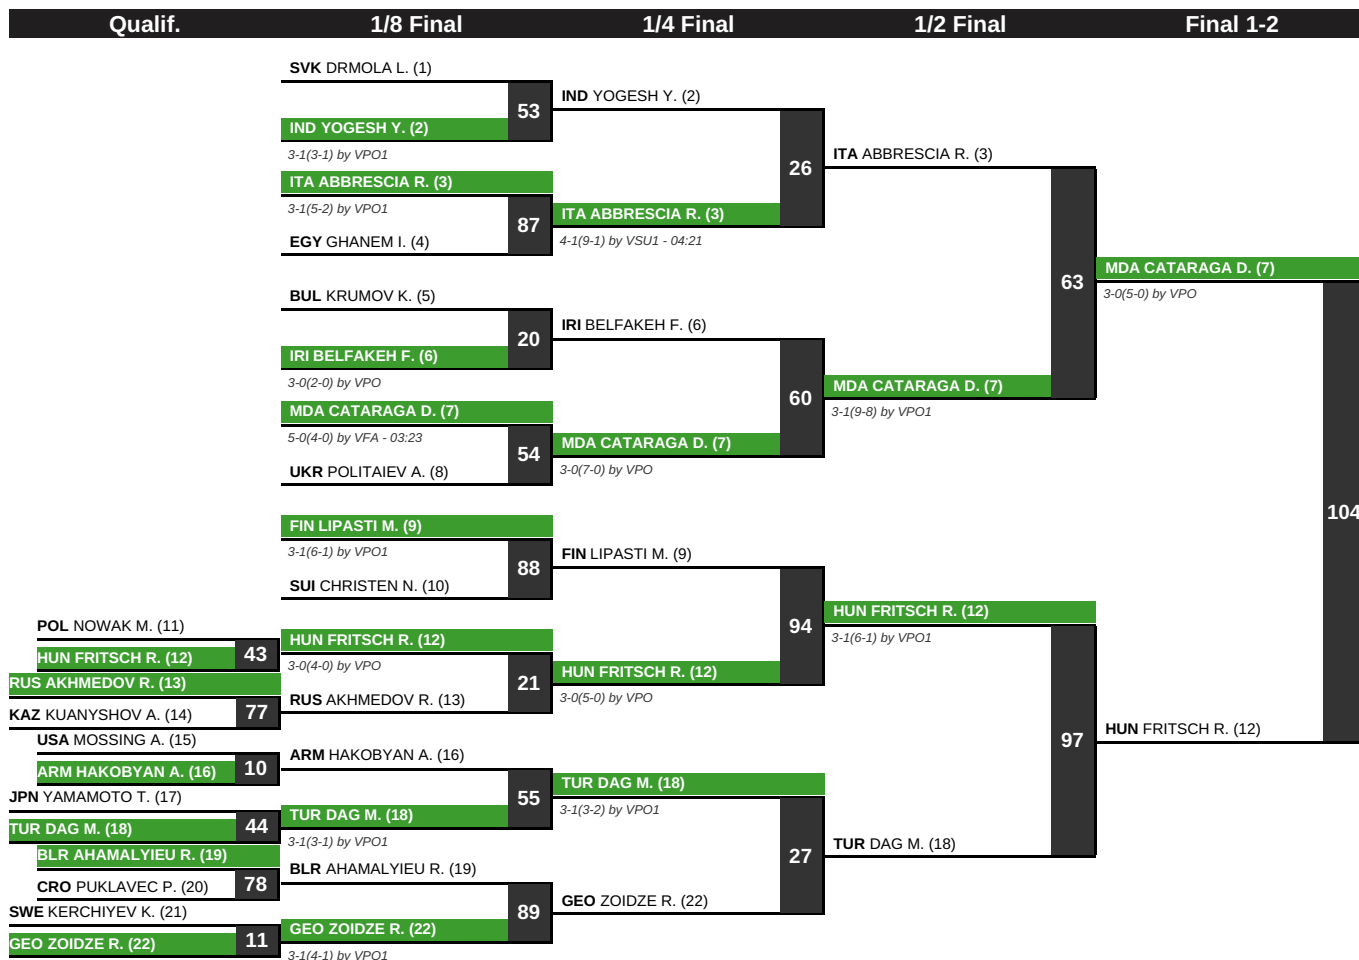 Qualif.
1/8 Final
1/4 Final
1/2 Final
Final 1-2
SVK DRMOLA L. (1)
53
IND YOGESH Y. (2)
3-1(3-1) by VPO1
ITA ABBRESCIA R. (3)
3-1(5-2) by VPO1
87
EGY GHANEM I. (4)
BUL KRUMOV K. (5)
20
IRI BELFAKEH F. (6)
3-0(2-0) by VPO
MDA CATARAGA D. (7)
5-0(4-0) by VFA - 03:23
54
UKR POLITAIEV A. (8)
FIN LIPASTI M. (9)
3-1(6-1) by VPO1
88
SUI CHRISTEN N. (10)
POL NOWAK M. (11)
43
HUN FRITSCH R. (12)
RUS AKHMEDOV R. (13)
77
KAZ KUANYSHOV A. (14)
USA MOSSING A. (15)
10
ARM HAKOBYAN A. (16)
JPN YAMAMOTO T. (17)
44
TUR DAG M. (18)
BLR AHAMALYIEU R. (19)
78
CRO PUKLAVEC P. (20)
SWE KERCHIYEV K. (21)
11
GEO ZOIDZE R. (22)
HUN FRITSCH R. (12)
3-0(4-0) by VPO
21
RUS AKHMEDOV R. (13)
ARM HAKOBYAN A. (16)
55
TUR DAG M. (18)
3-1(3-1) by VPO1
BLR AHAMALYIEU R. (19)
89
GEO ZOIDZE R. (22)
3-1(4-1) by VPO1
IND YOGESH Y. (2)
26
ITA ABBRESCIA R. (3)
4-1(9-1) by VSU1 - 04:21
IRI BELFAKEH F. (6)
60
MDA CATARAGA D. (7)
3-0(7-0) by VPO
FIN LIPASTI M. (9)
94
HUN FRITSCH R. (12)
3-0(5-0) by VPO
TUR DAG M. (18)
3-1(3-2) by VPO1
27
GEO ZOIDZE R. (22)
ITA ABBRESCIA R. (3)
63
MDA CATARAGA D. (7)
3-1(9-8) by VPO1
HUN FRITSCH R. (12)
3-1(6-1) by VPO1
97
TUR DAG M. (18)
MDA CATARAGA D. (7)
3-0(5-0) by VPO
104
HUN FRITSCH R. (12)